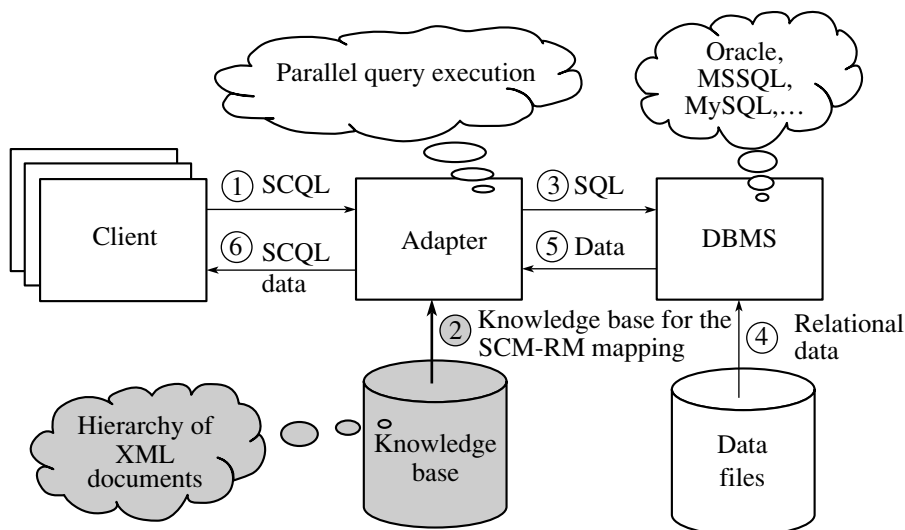 Parallel query execution
Oracle,
MSSQL,
MySQL,…
Client
1 SCQL
6 SCQL
data
Adapter
3 SQL
5 Data
DBMS
2 Knowledge base for the
SCM-RM mapping
4 Relational
data
Hierarchy of
XML
documents
Knowledge
base
Data
files